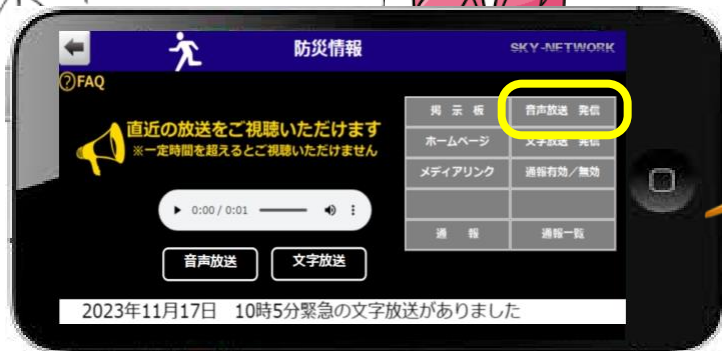 防災情報
SKY-NETWORK
?FAQ
直近の放送をご視聴いただけます
※一定時間を超えるとご視聴いただけません
0:00 / 0:01
音声放送
文字放送
掲 示 板
音声放送 発信
ホームページ
文字放送 発信
メディアリンク
通報有効/無効
通 報
通報一覧
2023年11月17日 10時5分緊急の文字放送がありました